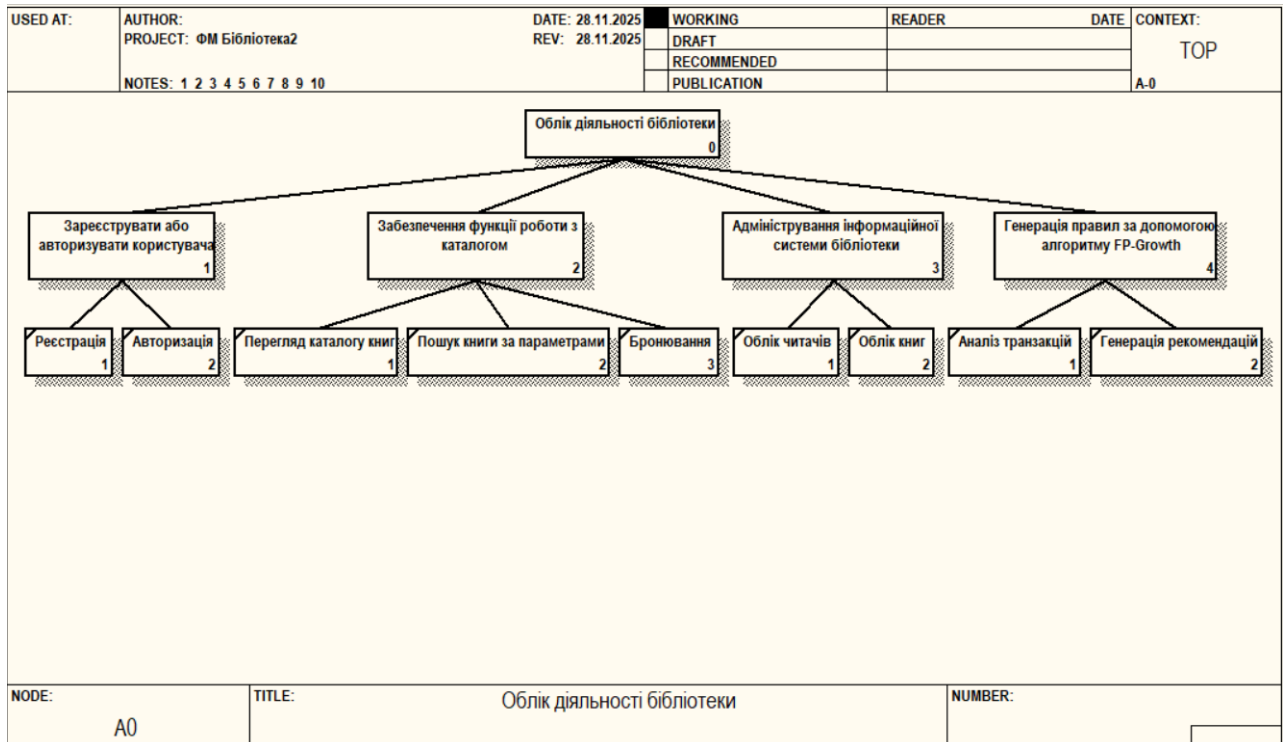 USED AT:
AUTHOR:
DATE: 28.11.2025
WORKING
READER
DATE
CONTEXT:
PROJECT: ФМ Бібліотека2
REV: 28.11.2025
DRAFT
TOP
RECOMMENDED
NOTES: 1 2 3 4 5 6 7 8 9 10
PUBLICATION
A-0
Облік діяльності бібліотеки
0
Зареєструвати або
авторизувати користувача
1
Забезпечення функції роботи з
каталогом
2
Адміністрування інформаційної
системи бібліотеки
3
Генерація правил за допомогою
алгоритму FP-Growth
4
Реєстрація
1
Авторизація
2
Перегляд каталогу книг
1
Пошук книги за параметрами
2
Бронювання
3
Облік читачів
1
Облік книг
2
Аналіз транзакцій
1
Генерація рекомендацій
2
NODE:
A0
TITLE:
Облік діяльності бібліотеки
NUMBER: